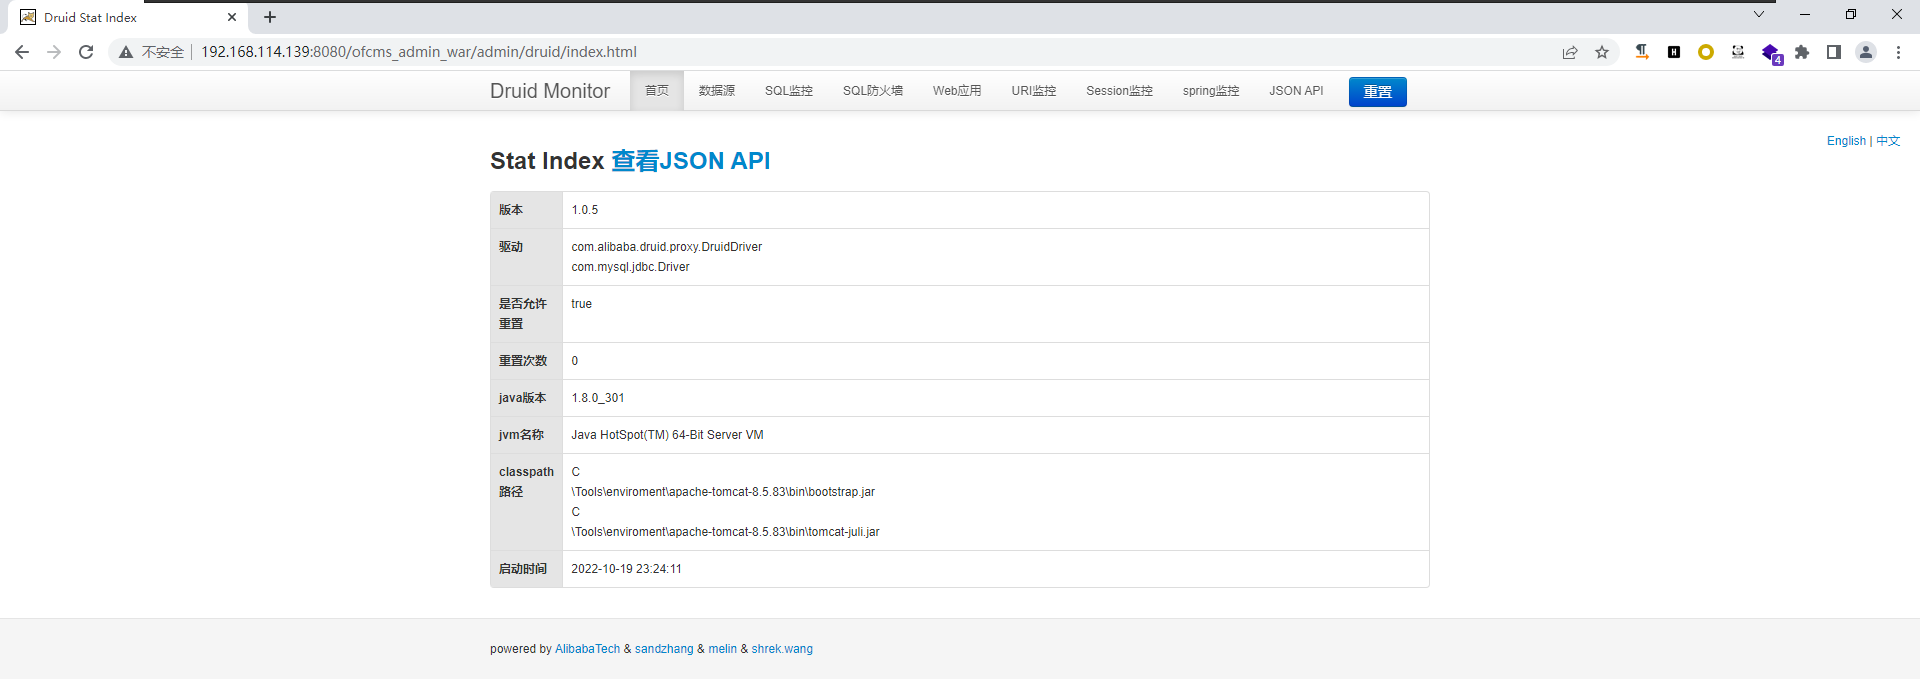 Druid Stat Index
不安全 192.168.114.139:8080/ofcms_admin_war/admin/druid/index.html
4
Druid Monitor 首页 数据源 SQL监控 SQL防火墙 Web应用 URI监控 Session监控 spring监控 JSON API 重置
English | 中文
Stat Index 查看JSON API
版本 1.0.5
驱动 com.alibaba.druid.proxy.DruidDriver
com.mysql.jdbc.Driver
是否允许 true
重置
重置次数 0
java版本 1.8.0_301
jvm名称 Java HotSpot(TM) 64-Bit Server VM
classpath C
路径 \Tools\enviroment\apache-tomcat-8.5.83\bin\bootstrap.jar
C
\Tools\enviroment\apache-tomcat-8.5.83\bin\tomcat-juli.jar
启动时间 2022-10-19 23:24:11
powered by AlibabaTech & sandzhang & melin & shrek.wang